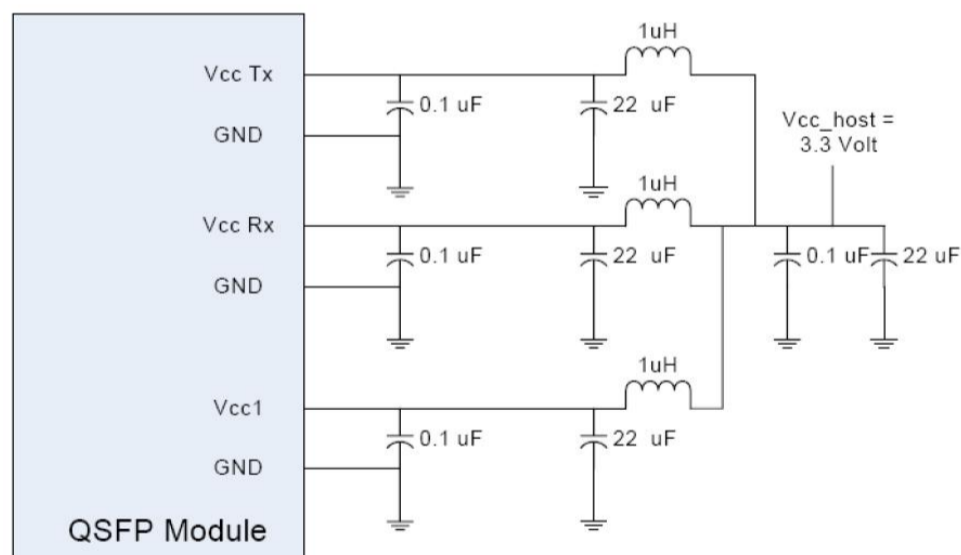 1uH
Vcc Tx
0.1 uF
22 uF
GND
Vcc_host =
3.3 Volt
1uH
Vcc Rx
0.1 uF
22 uF
0.1 uF
22 uF
GND
1uH
Vcc1
0.1 uF
22 uF
GND
QSFP Module